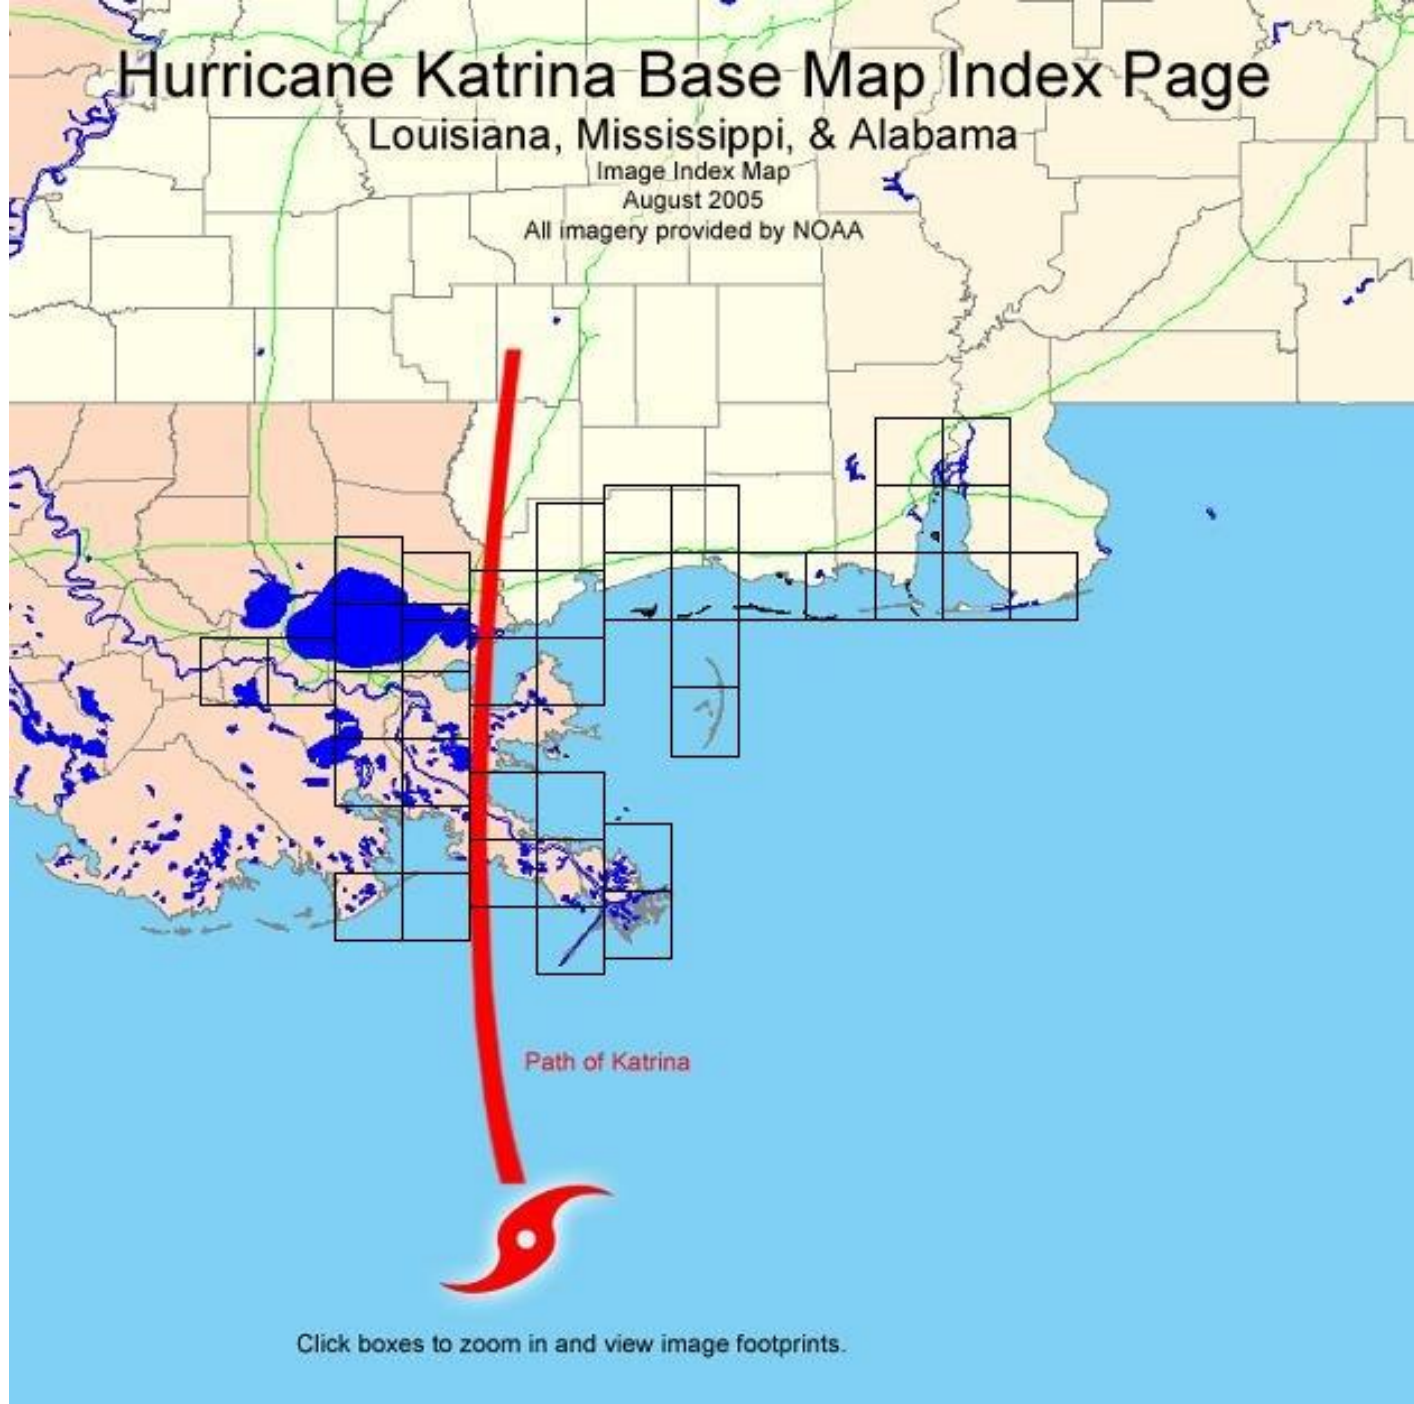 Hurricane Katrina Base Map Index Page
Louisiana, Mississippi, & Alabama
Image Index Map
August 2005
All imagery provided by NOAA
Path of Katrina
Click boxes to zoom in and view image footprints.